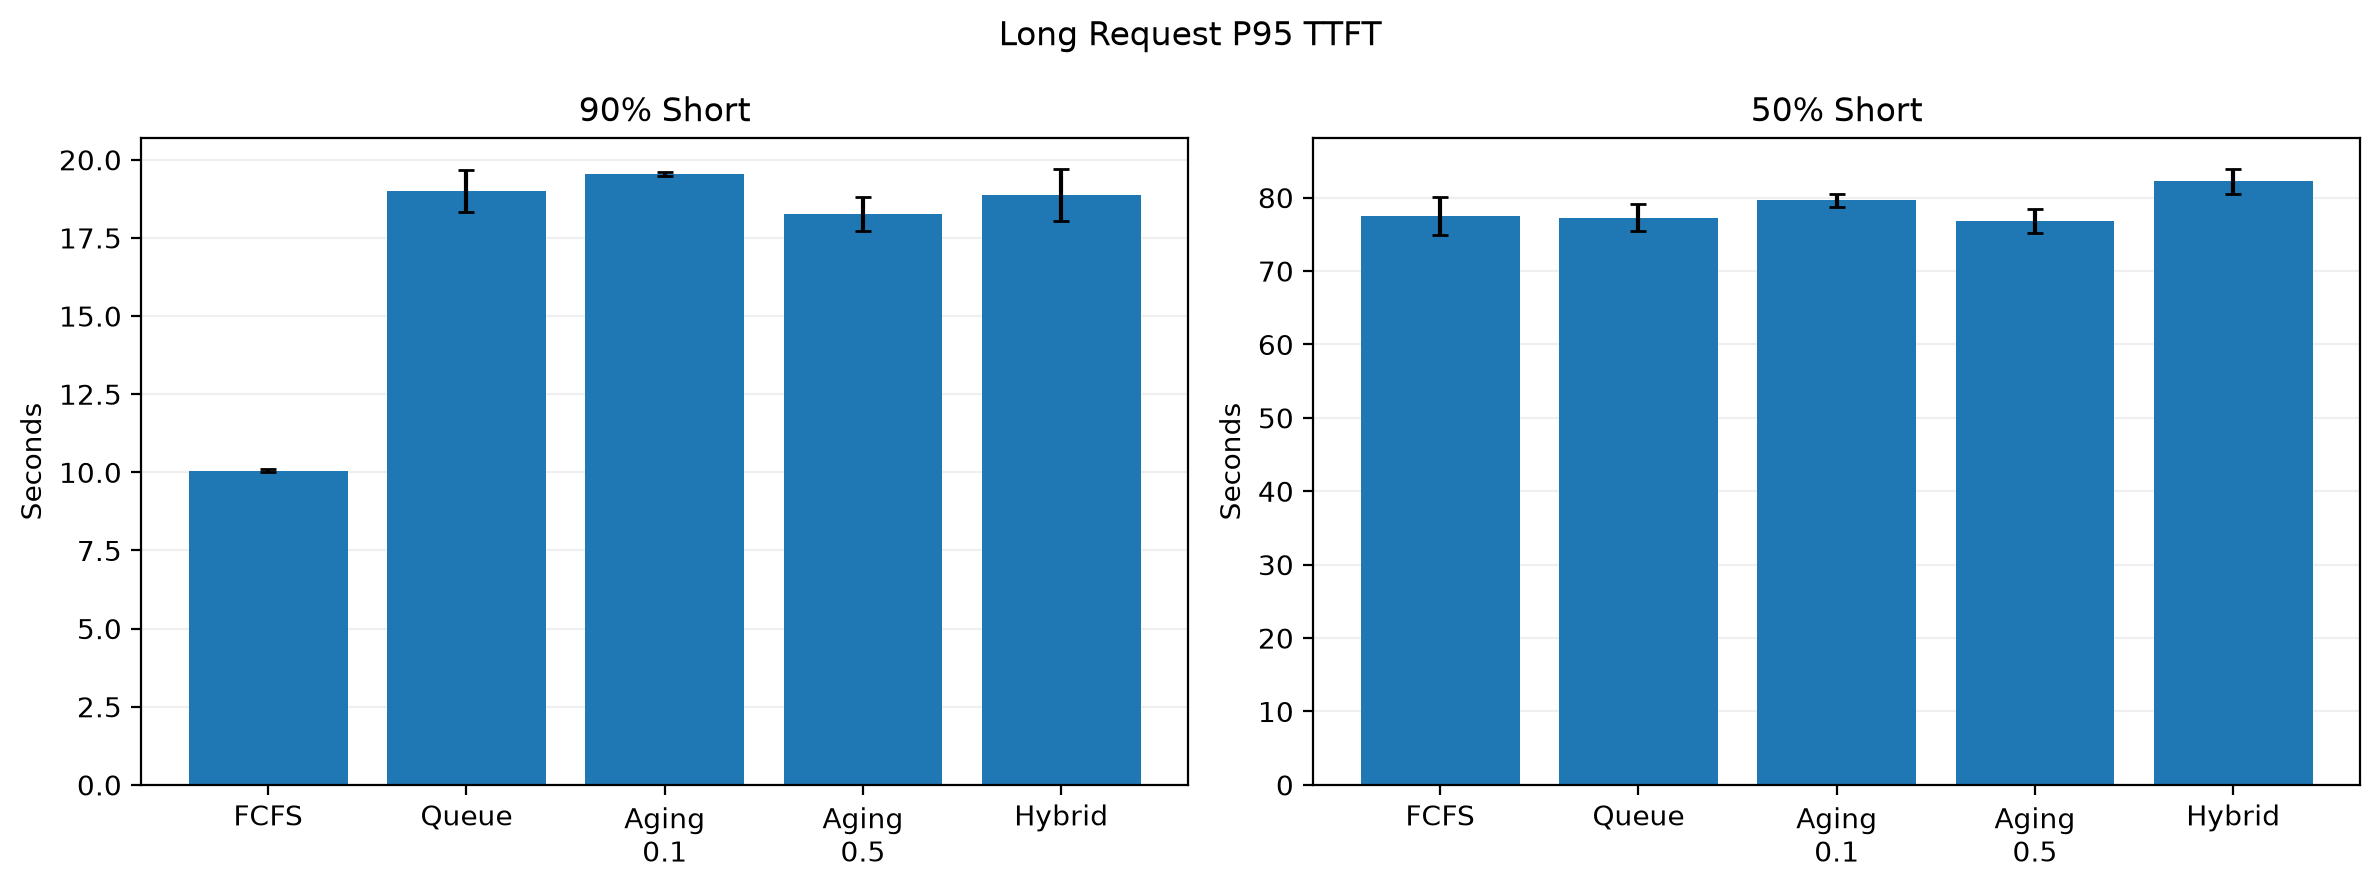 Long Request P95 TTFT
90% Short
Seconds
20.0
17.5
15.0
12.5
10.0
7.5
5.0
2.5
0.0
FCFS
Queue
Aging
0.1
Aging
0.5
Hybrid
50% Short
Seconds
80
70
60
50
40
30
20
10
0
FCFS
Queue
Aging
0.1
Aging
0.5
Hybrid